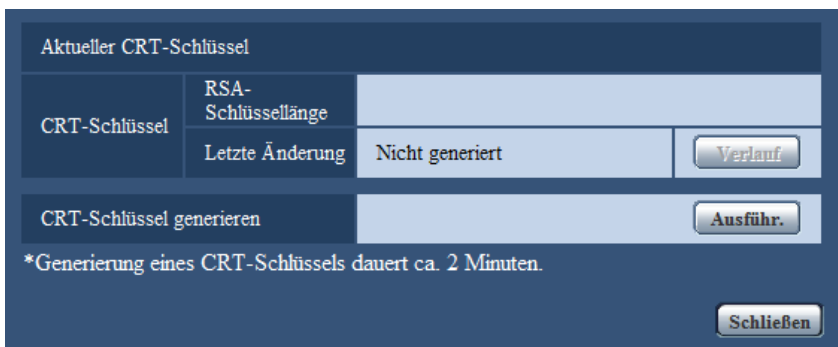 Aktueller CRT-Schlüssel
CRT-Schlüssel
RSA-
Schlüssellänge
Letzte Änderung
Nicht generiert
Verlauf
CRT-Schlüssel generieren
Ausführ.
*Generierung eines CRT-Schlüssels dauert ca. 2 Minuten.
Schließen